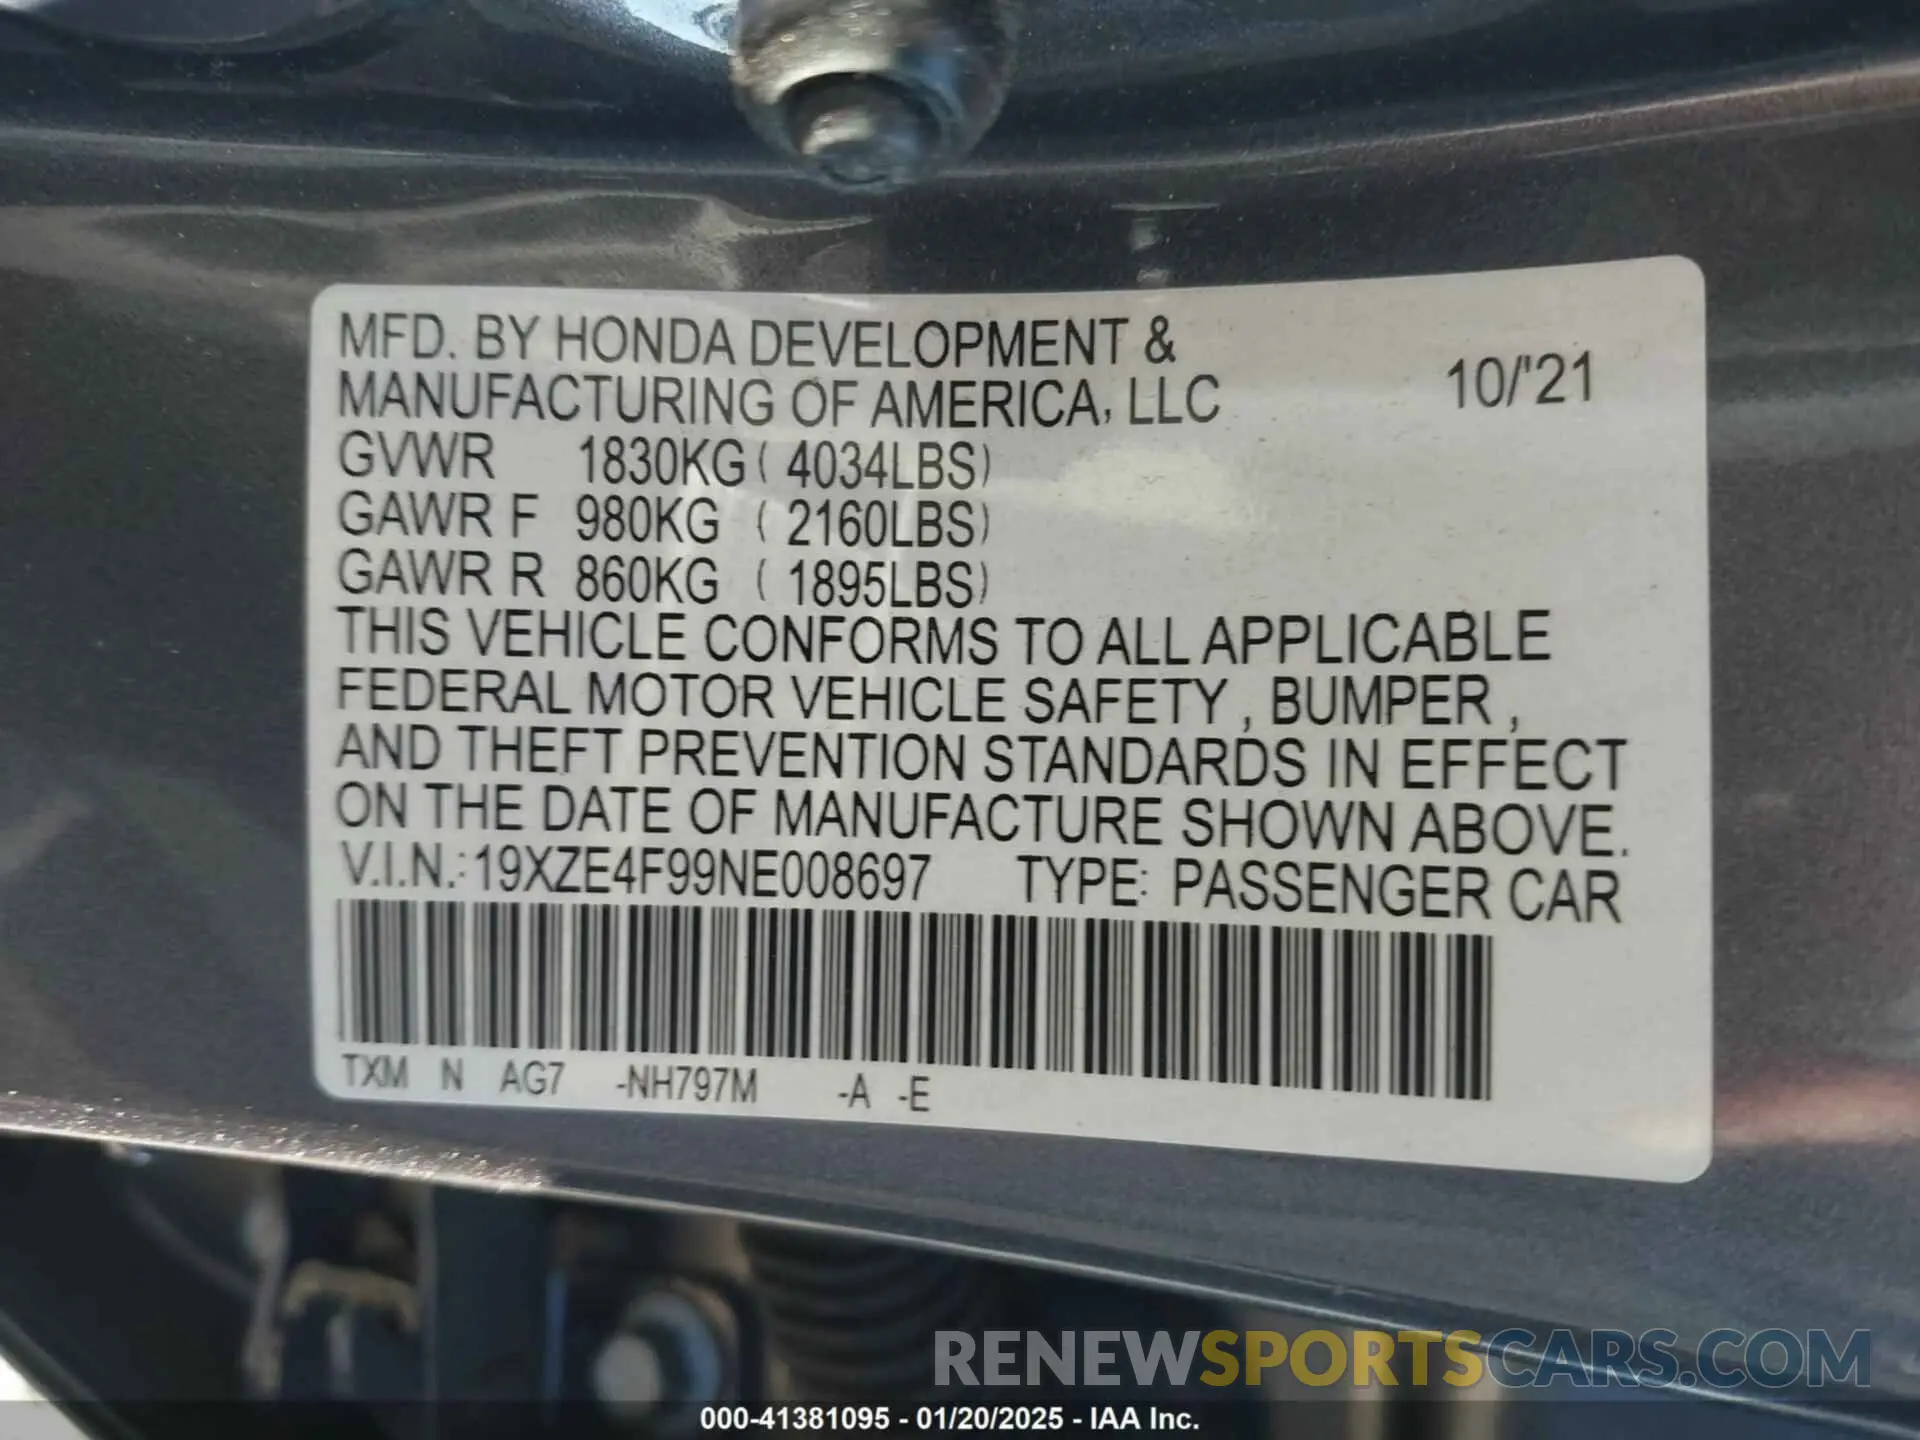 MFD. BY HONDA DEVELOPMENT &
MANUFACTURING OF AMERICA, LLC 10/'21
GVWR 1830KG ( 4034LBS)
GAWR F 980KG ( 2160LBS)
GAWR R 860KG ( 1895LBS)
THIS VEHICLE CONFORMS TO ALL APPLICABLE
FEDERAL MOTOR VEHICLE SAFETY , BUMPER ,
AND THEFT PREVENTION STANDARDS IN EFFECT
ON THE DATE OF MANUFACTURE SHOWN ABOVE.
V.I.N.: 19XZE4F99NE008697 TYPE: PASSENGER CAR
TXM N AG7 -NH797M -A -E
RENEWSPORTSCARS.COM
000-41381095 - 01/20/2025 - IAA Inc.